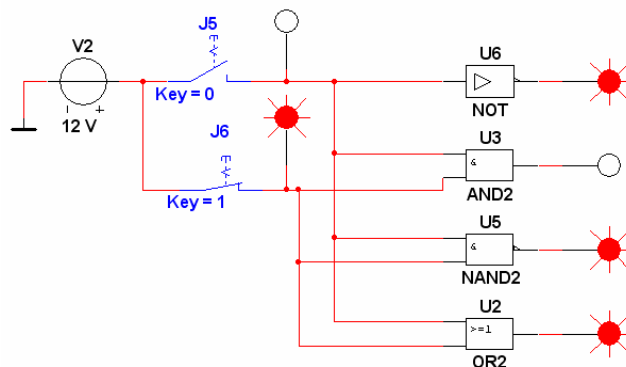 V2
12 V
J5
Key = 0
J6
Key = 1
U6
NOT
U3
&
AND2
U5
&
NAND2
U2
>=1
OR2